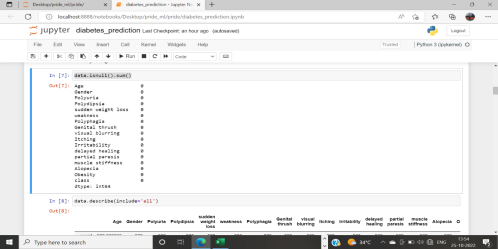 Desktop/pride_ml/pride/
diabetes_prediction - Jupyter
localhost:8888/notebooks/Desktop/pride_ml/pride/diabetes_prediction.ipynb
jupyter diabetes_prediction Last Checkpoint: an hour ago (autosaved)
Logout
File Edit View Insert Cell Kernel Widgets Help
Trusted Python 3 (ipykernel)
Run Code
In [7]: data.isnull().sum()
Out[7]: Age 0
Gender 0
Polyuria 0
Polydipsia 0
sudden weight loss 0
weakness 0
Polyphagia 0
Genital thrush 0
visual blurring 0
Itching 0
Irritability 0
delayed healing 0
partial paresis 0
muscle stiffness 0
Alopecia 0
Obesity 0
class 0
dtype: int64
In [8]: data.describe(include='all')
Out[8]:
Age Gender Polyuria Polydipsia sudden weight loss weakness Polyphagia Genital thrush visual blurring Itching Irritability delayed healing partial paresis muscle stiffness Alopecia O
Type here to search
34°C
ENG
13:54
25-10-2022